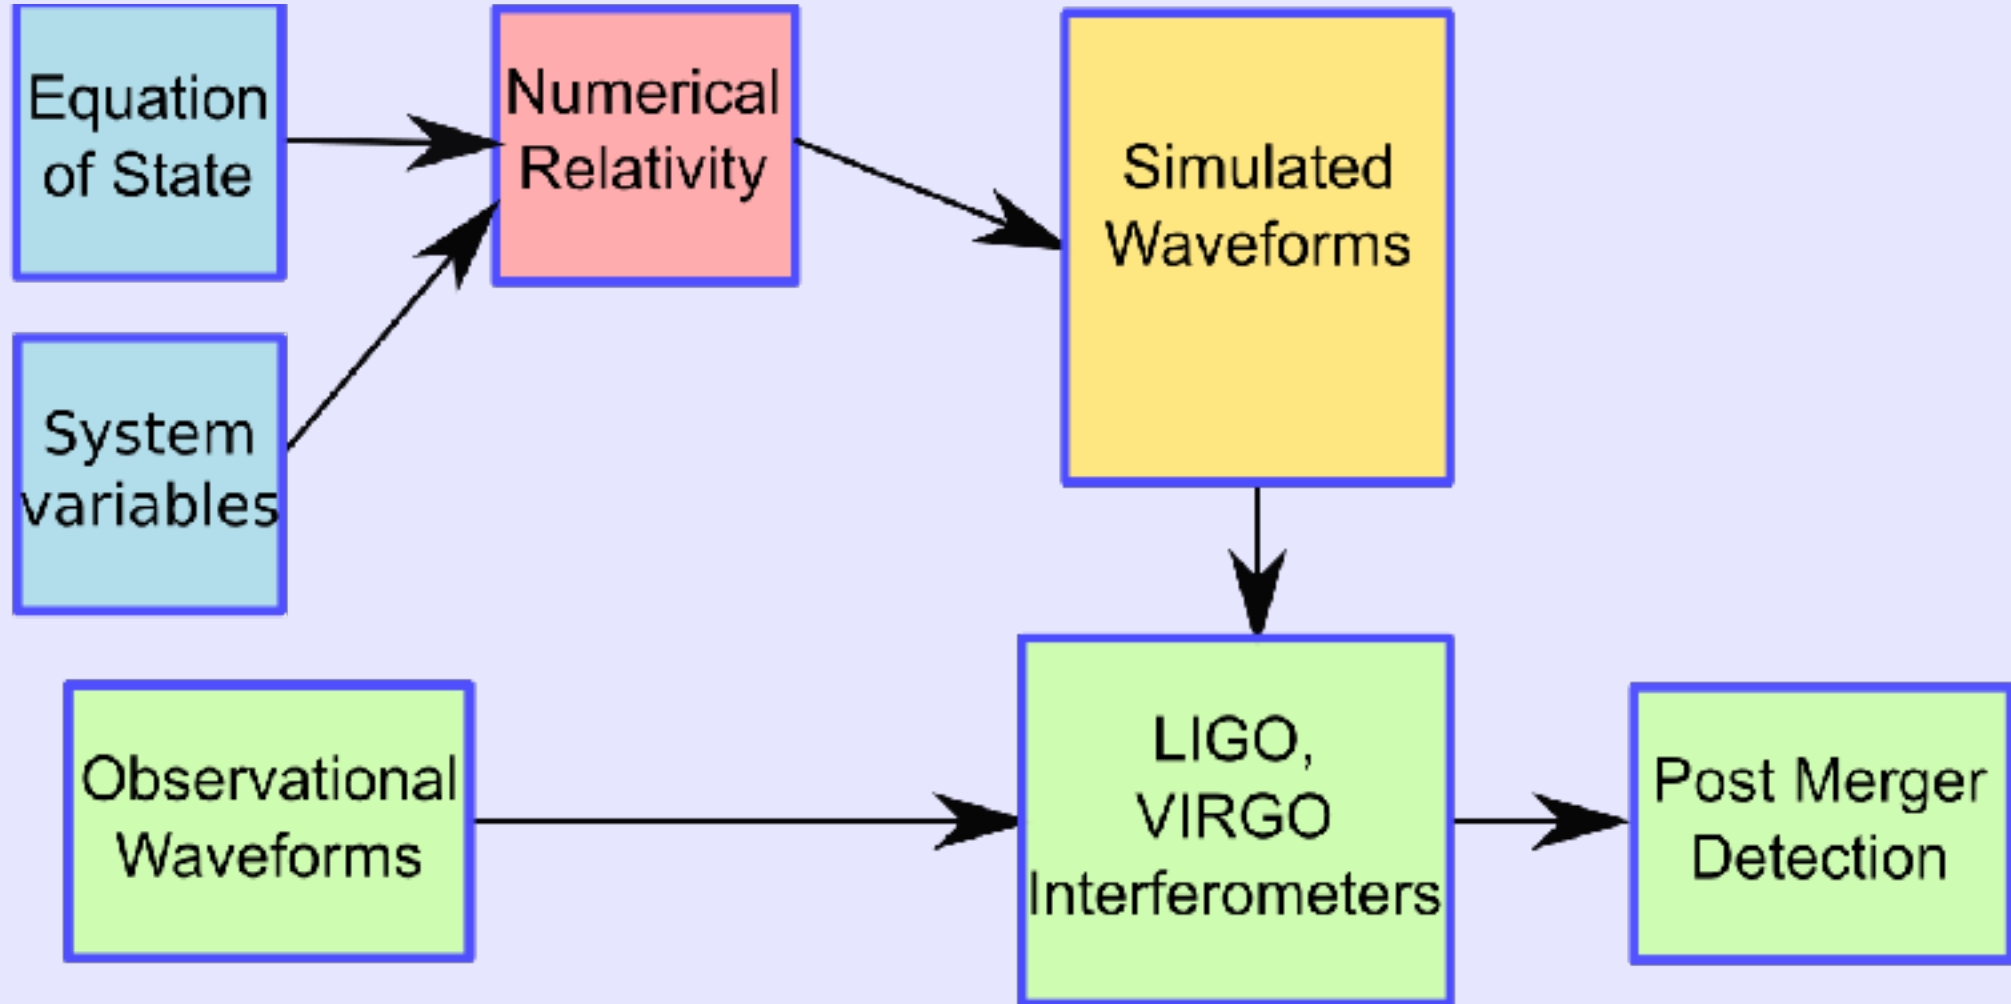 Equation
of State
Numerical
Relativity
Simulated
Waveforms
System
variables
Observational
Waveforms
LIGO,
VIRGO
Interferometers
Post Merger
Detection